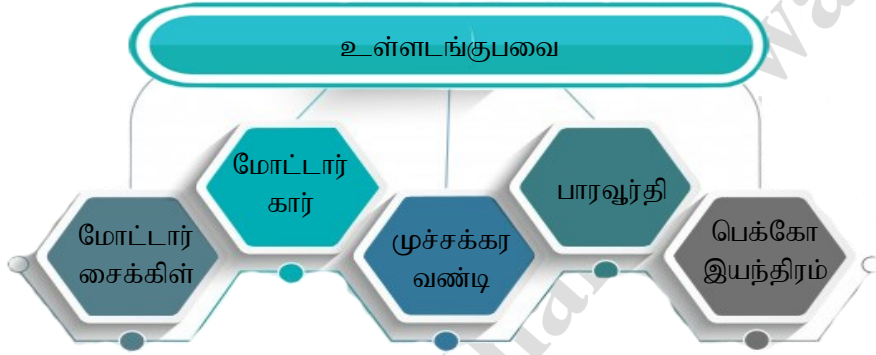 உள்ளடங்குபவை
மோட்டார்
சைக்கிள்
மோட்டார்
கார்
முச்சக்கர
வண்டி
பாரவூர்தி
பெக்கோ
இயந்திரம்